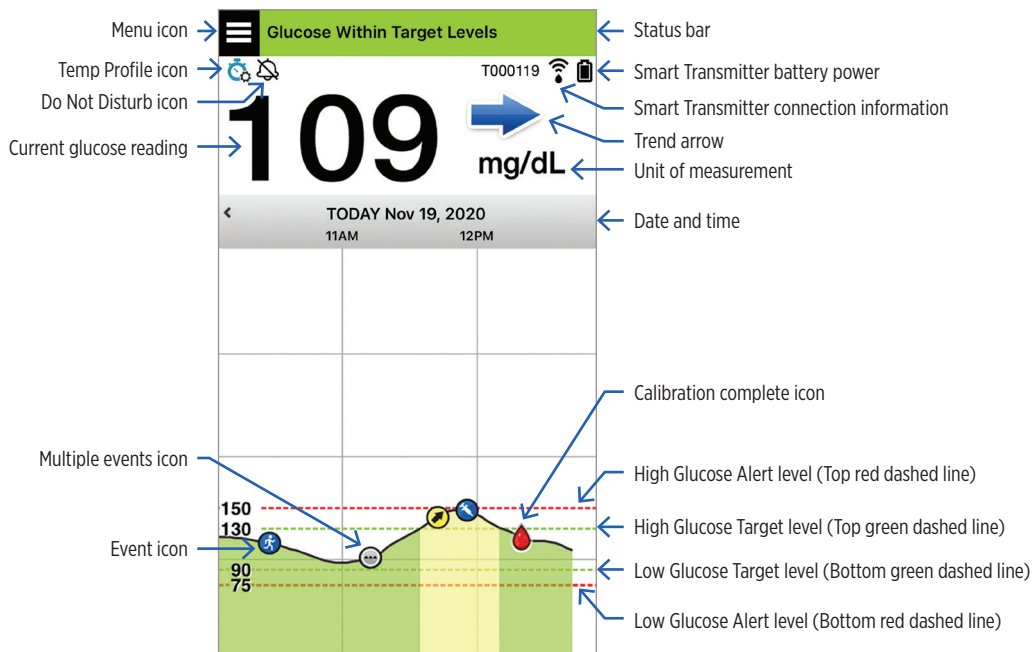 Menu icon
Glucose Within Target Levels
Status bar
Temp Profile icon
T000119
Smart Transmitter battery power
Do Not Disturb icon
Smart Transmitter connection information
109
Trend arrow
Current glucose reading
mg/dL
Unit of measurement
TODAY Nov 19, 2020
Date and time
11AM 12PM
Calibration complete icon
Multiple events icon
High Glucose Alert level (Top red dashed line)
150
130
High Glucose Target level (Top green dashed line)
Event icon
90
Low Glucose Target level (Bottom green dashed line)
75
Low Glucose Alert level (Bottom red dashed line)